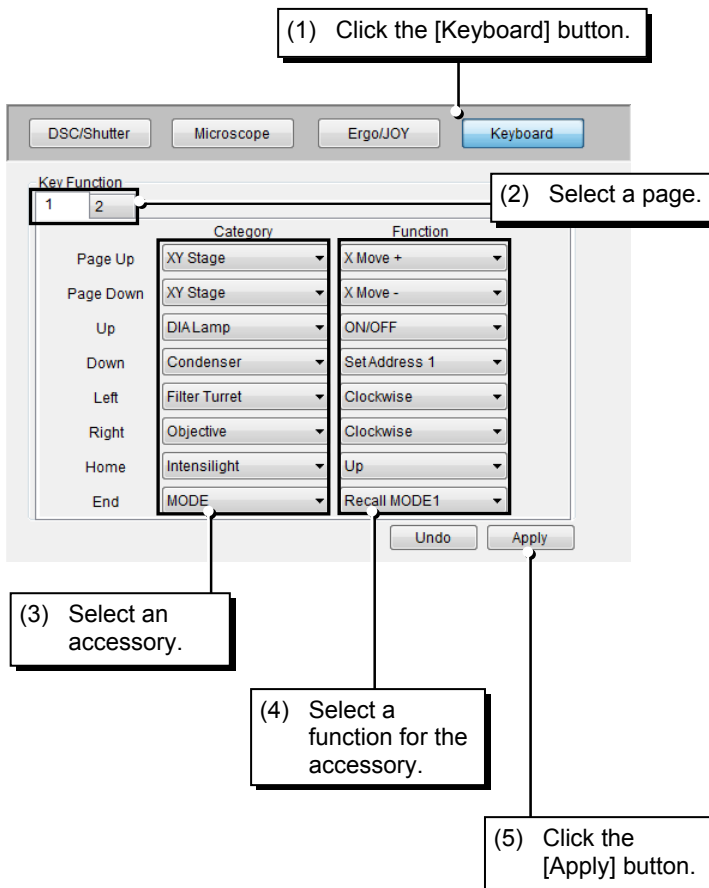 (1) Click the [Keyboard] button.
DSC/Shutter Microscope Ergo/JOY Keyboard
Key Function
1 2
(2) Select a page.
Category Function
Page Up XY Stage X Move +
Page Down XY Stage X Move -
Up DIA Lamp ON/OFF
Down Condenser Set Address 1
Left Filter Turret Clockwise
Right Objective Clockwise
Home Intensilight Up
End MODE Recall MODE1
Undo Apply
(3) Select an
accessory.
(4) Select a
function for the
accessory.
(5) Click the
[Apply] button.